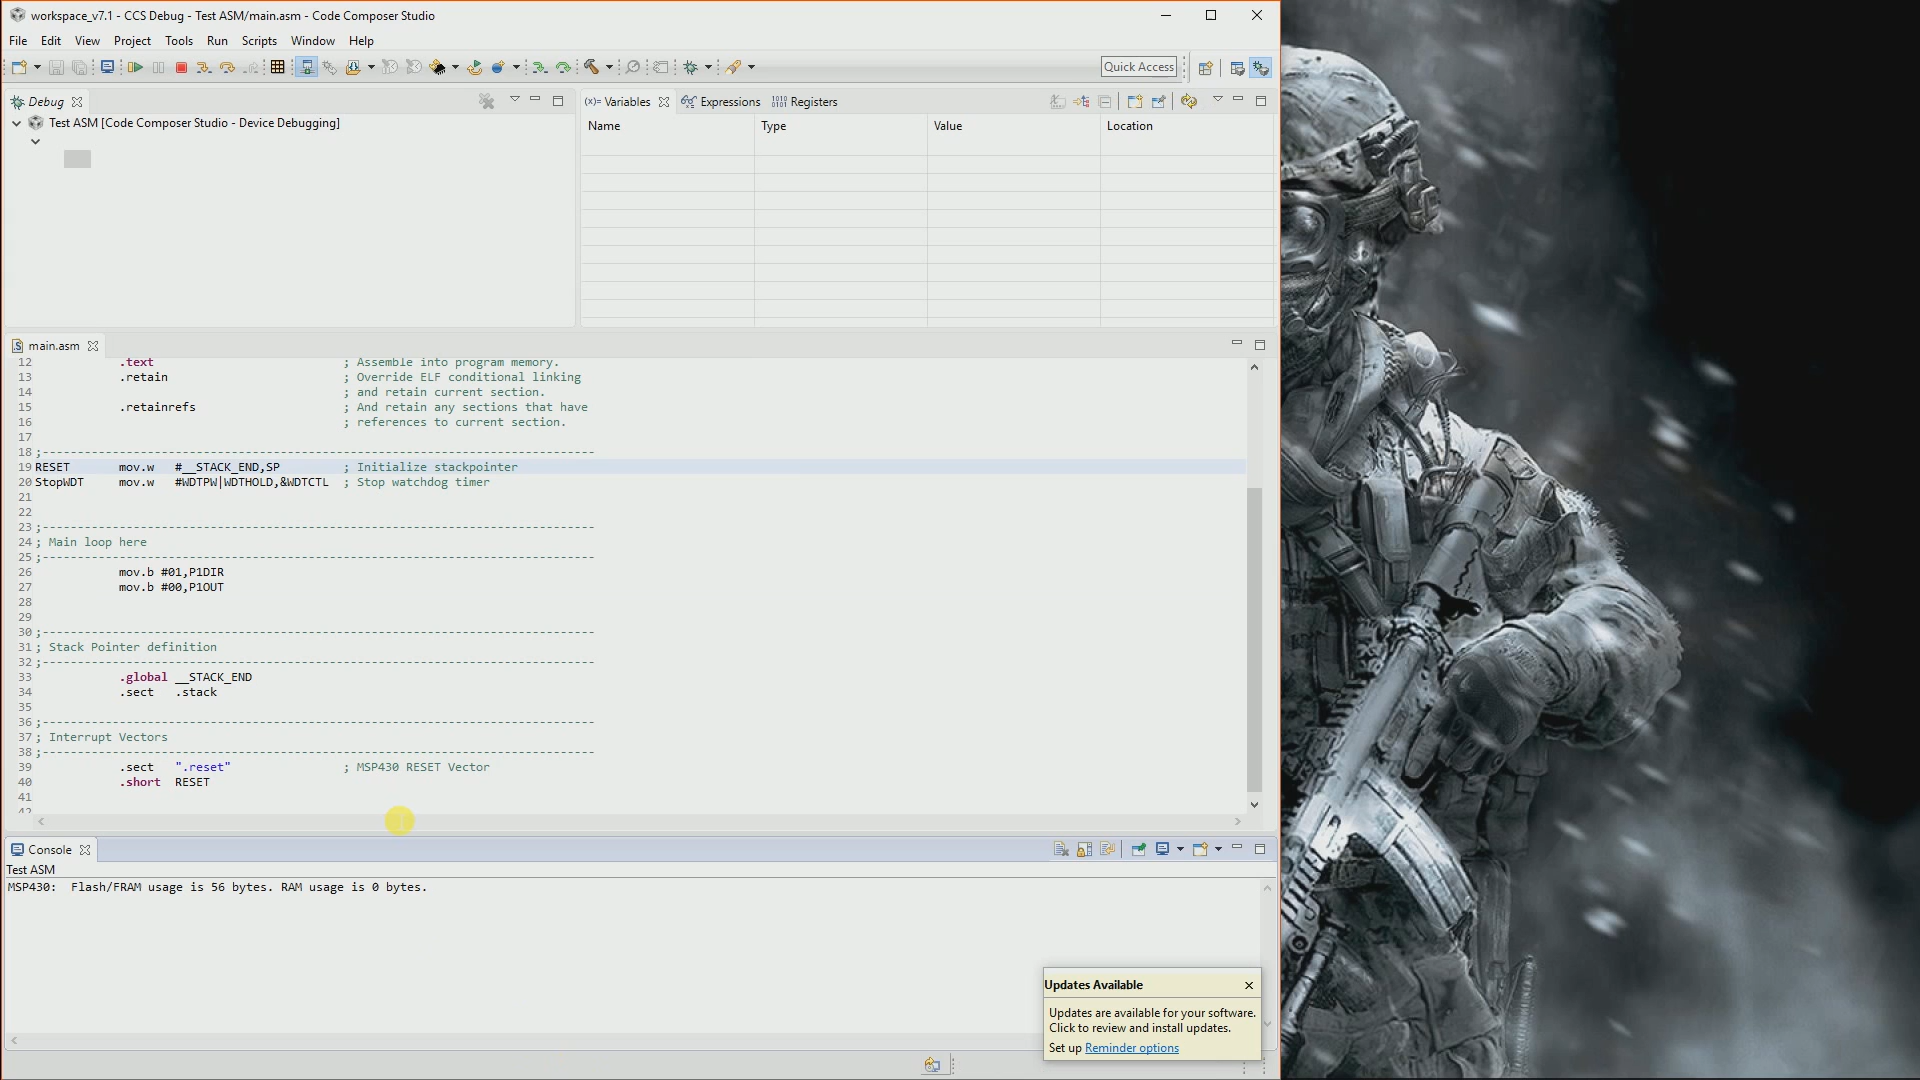 workspace_v7.1 - CCS Debug - Test ASM/main.asm - Code Composer Studio
File Edit View Project Tools Run Scripts Window Help
Quick Access
Debug
Test ASM [Code Composer Studio - Device Debugging]
(x)= Variables Expressions 1010 0101 Registers
Name Type Value Location
main.asm
12 .text ; Assemble into program memory.
13 .retain ; Override ELF conditional linking
14 ; and retain current section.
15 .retainrefs ; And retain any sections that have
16 ; references to current section.
17
18 ;-------------------------------------------------------------------------------
19 RESET mov.w #__STACK_END,SP ; Initialize stackpointer
20 StopWDT mov.w #WDTPW|WDTHOLD,&WDTCTL ; Stop watchdog timer
21
22
23 ;-------------------------------------------------------------------------------
24 ; Main loop here
25 ;-------------------------------------------------------------------------------
26 mov.b #01,P1DIR
27 mov.b #00,P1OUT
28
29
30 ;-------------------------------------------------------------------------------
31 ; Stack Pointer definition
32 ;-------------------------------------------------------------------------------
33 .global __STACK_END
34 .sect .stack
35
36 ;-------------------------------------------------------------------------------
37 ; Interrupt Vectors
38 ;-------------------------------------------------------------------------------
39 .sect ".reset" ; MSP430 RESET Vector
40 .short RESET
41
42
Console
Test ASM
MSP430: Flash/FRAM usage is 56 bytes. RAM usage is 0 bytes.
Updates Available
Updates are available for your software.
Click to review and install updates.
Set up Reminder options